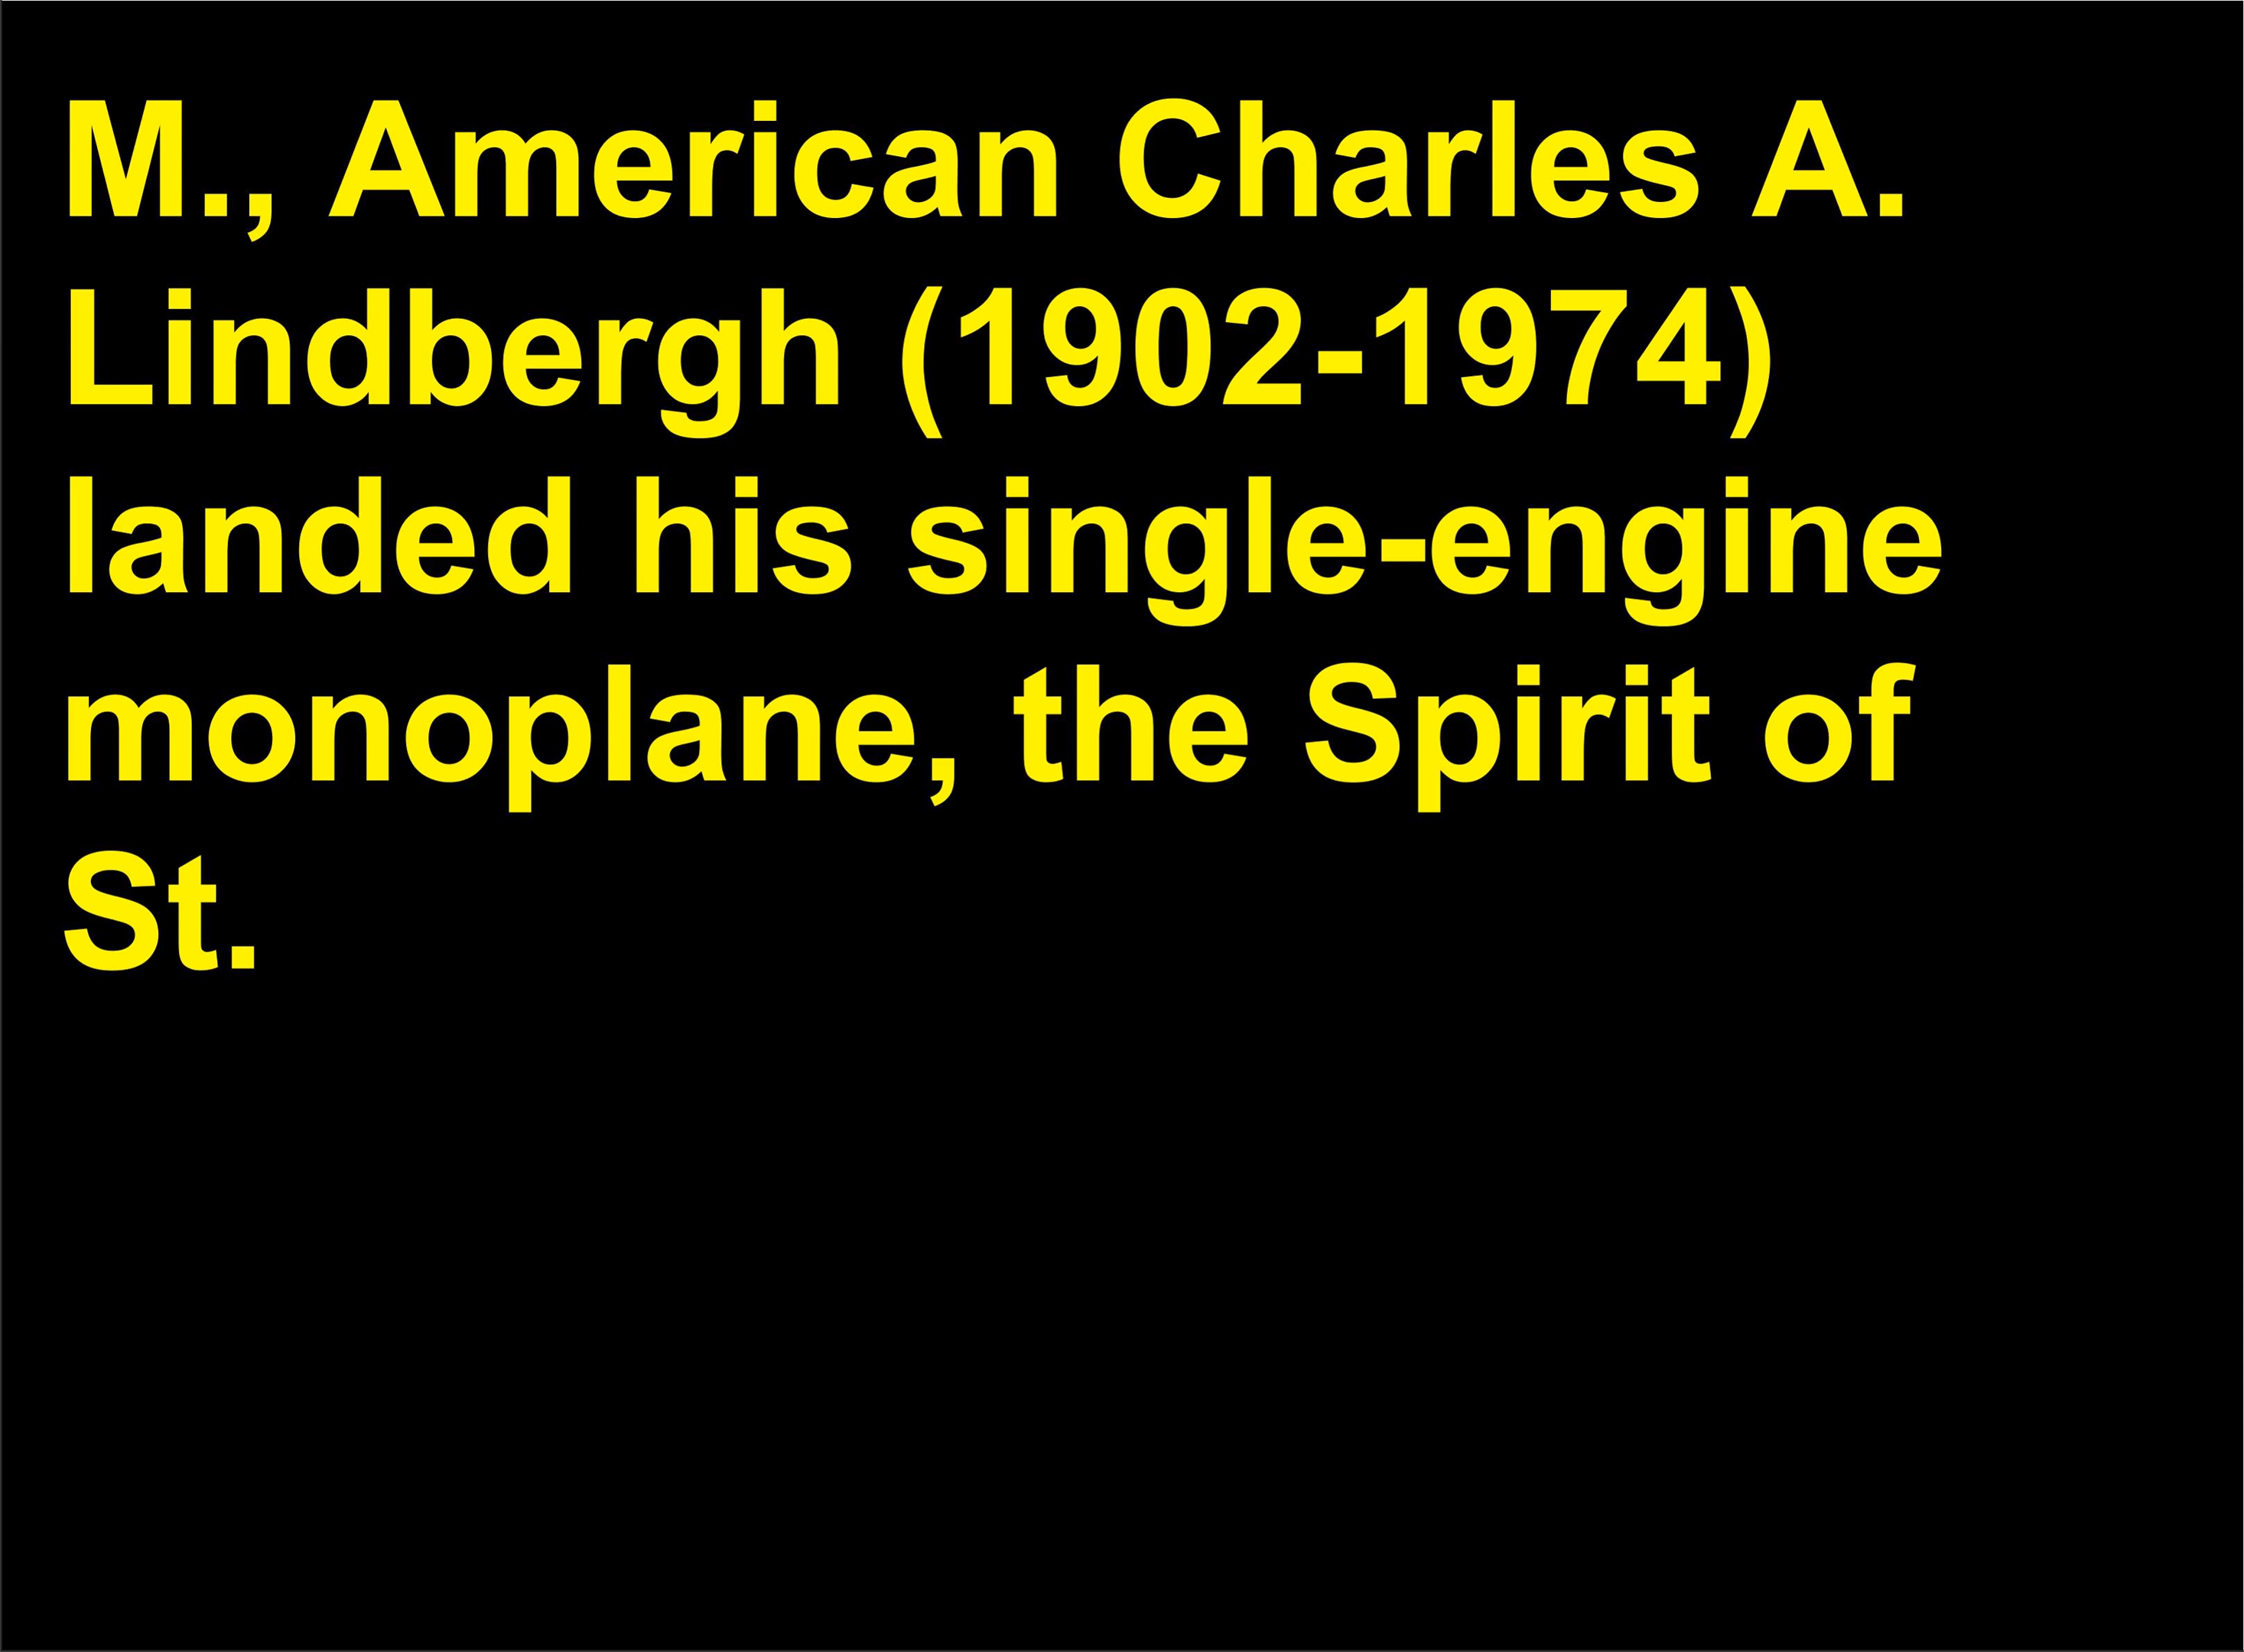 M., American Charles A.
Lindbergh (1902-1974)
landed his single-engine
monoplane, the Spirit of
St.